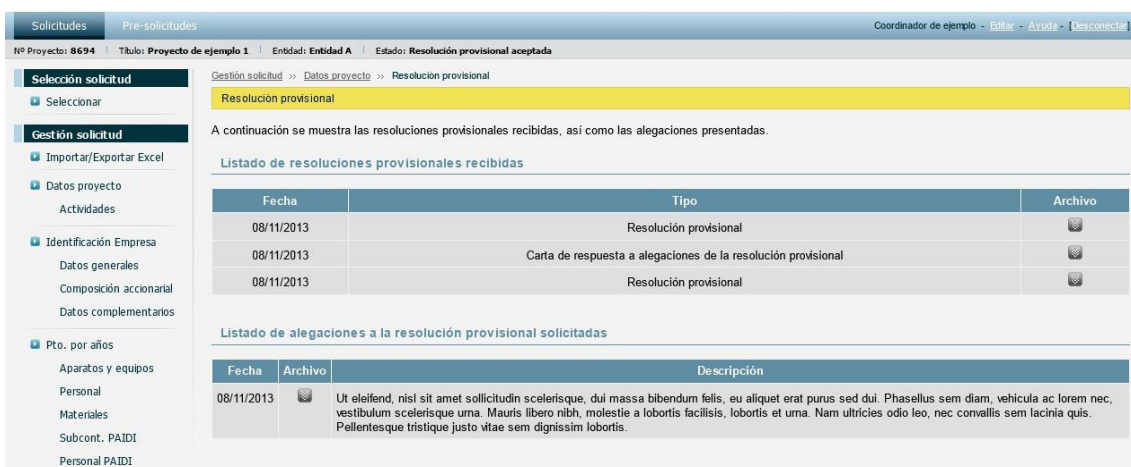 Solicitudes Pre-solicitudes Coordinador de ejemplo - Editar - Ayuda - [Desconectar]
Nº Proyecto: 8694 Título: Proyecto de ejemplo 1 Entidad: Entidad A Estado: Resolución provisional aceptada
Selección solicitud
Seleccionar
Gestión solicitud
Importar/Exportar Excel
Datos proyecto
Actividades
Identificación Empresa
Datos generales
Composición accionarial
Datos complementarios
Pto. por años
Aparatos y equipos
Personal
Materiales
Subcont. PAIDI
Personal PAIDI
Gestión solicitud >> Datos proyecto >> Resolución provisional
Resolución provisional
A continuación se muestra las resoluciones provisionales recibidas, así como las alegaciones presentadas.
Listado de resoluciones provisionales recibidas
Fecha Tipo Archivo
08/11/2013 Resolución provisional
08/11/2013 Carta de respuesta a alegaciones de la resolución provisional
08/11/2013 Resolución provisional
Listado de alegaciones a la resolución provisional solicitadas
Fecha Archivo Descripción
08/11/2013 Ut eleifend, nisl sit amet sollicitudin scelerisque, dui massa bibendum felis, eu aliquet erat purus sed dui. Phasellus sem diam, vehicula ac lorem nec,
vestibulum scelerisque urna. Mauris libero nibh, molestie a lobortis facilisis, lobortis et urna. Nam ultricies odio leo, nec convallis sem lacinia quis.
Pellentesque tristique justo vitae sem dignissim lobortis.